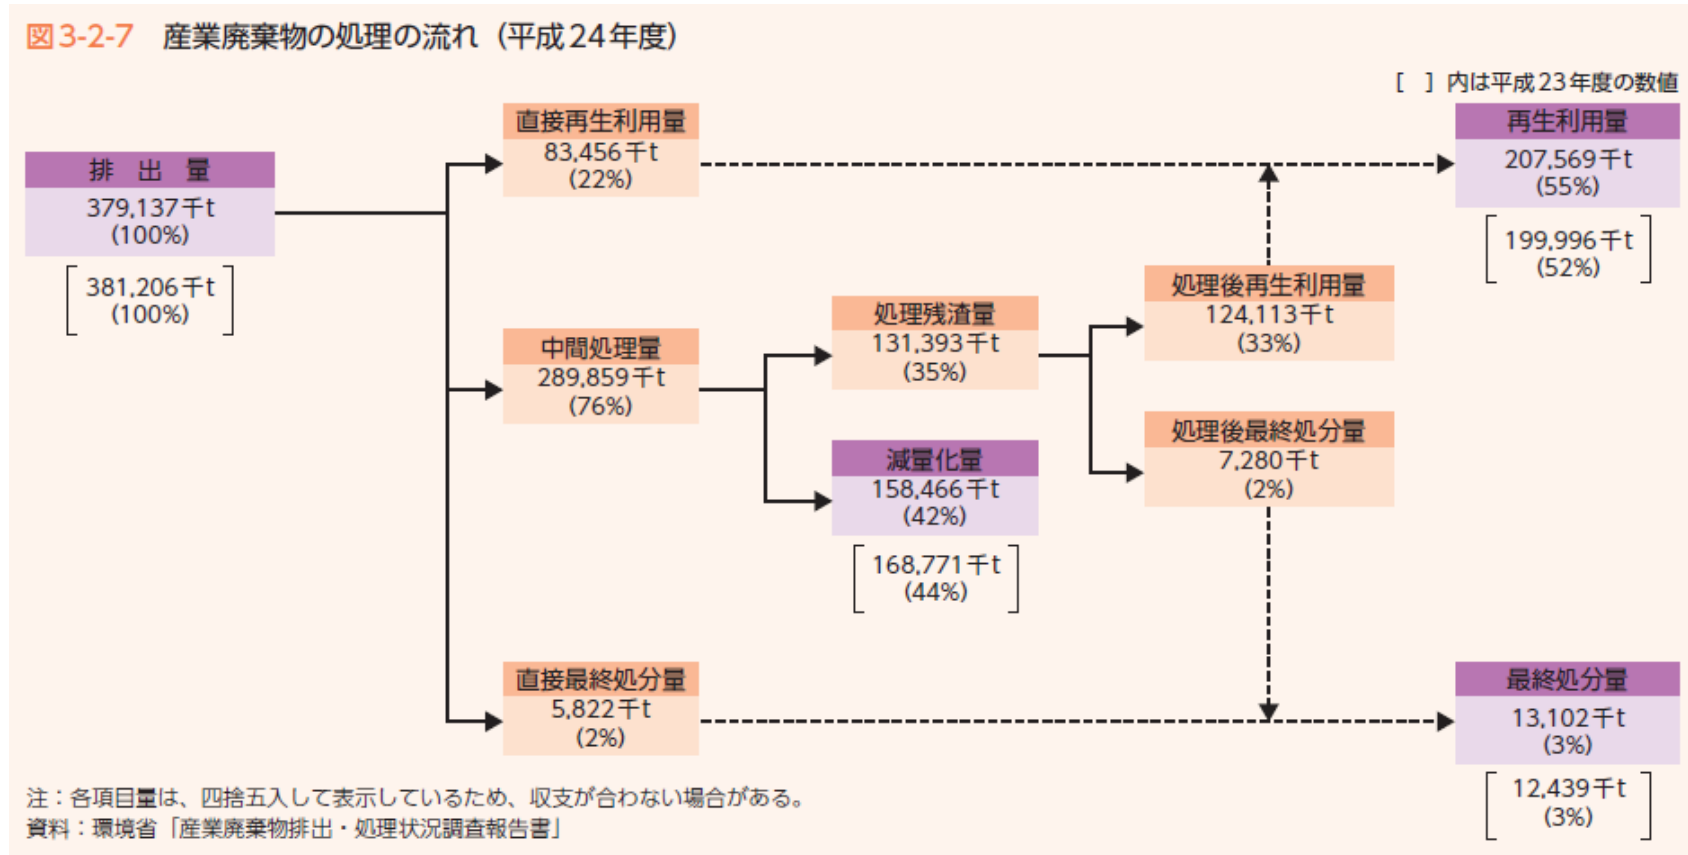 図3-2-7 産業廃棄物の処理の流れ（平成24年度）
［ ］内は平成23年度の数値
排 出 量
379,137千t
(100%)
381,206千t
(100%)
直接再生利用量
83,456千t
(22%)
中間処理量
289,859千t
(76%)
直接最終処分量
5,822千t
(2%)
処理残渣量
131,393千t
(35%)
減量化量
158,466千t
(42%)
168,771千t
(44%)
処理後再生利用量
124,113千t
(33%)
処理後最終処分量
7,280千t
(2%)
再生利用量
207,569千t
(55%)
199,996千t
(52%)
最終処分量
13,102千t
(3%)
12,439千t
(3%)
注：各項目量は、四捨五入して表示しているため、収支が合わない場合がある。
資料：環境省「産業廃棄物排出・処理状況調査報告書」